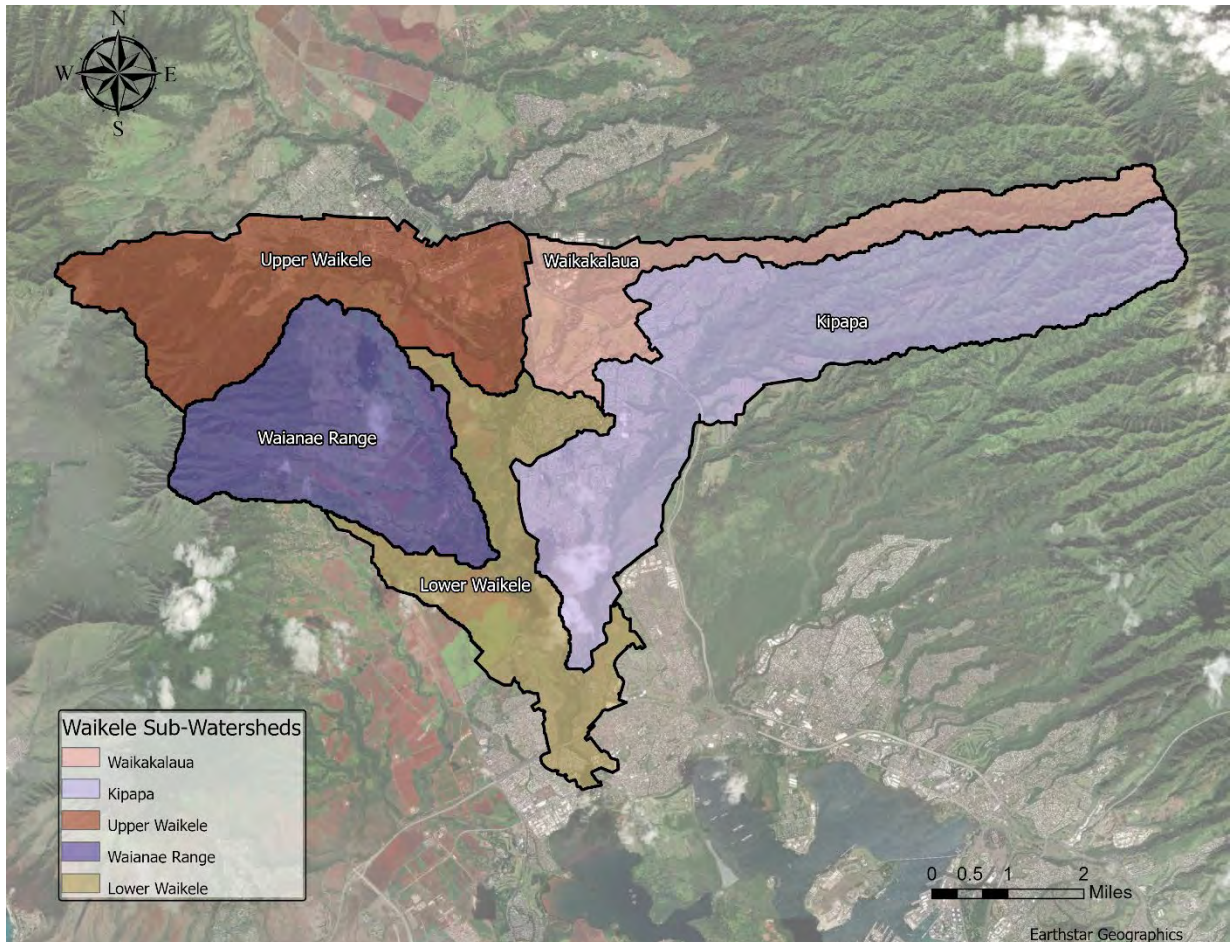 N
W E
S
Upper Waikele
Waikakalaua
Kipapa
Waianae Range
Lower Waikele
Waikele Sub-Watersheds
Waikakalaua
Kipapa
Upper Waikele
Waianae Range
Lower Waikele
0 0.5 1 2
Miles
Earthstar Geographics